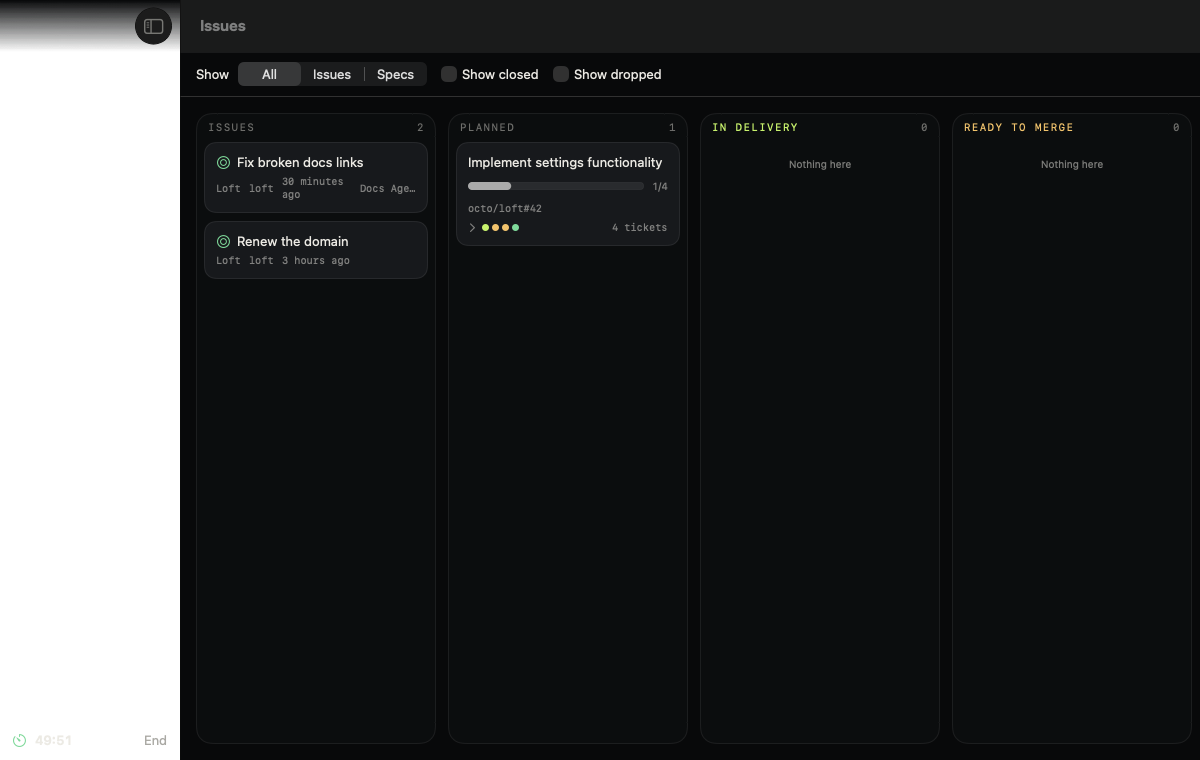 Issues
Show All Issues Specs Show closed Show dropped
ISSUES 2
Fix broken docs links
Loft loft 30 minutes ago Docs Age…
Renew the domain
Loft loft 3 hours ago
PLANNED 1
Implement settings functionality
1/4
octo/loft#42
4 tickets
IN DELIVERY 0
Nothing here
READY TO MERGE 0
Nothing here
49:51 End